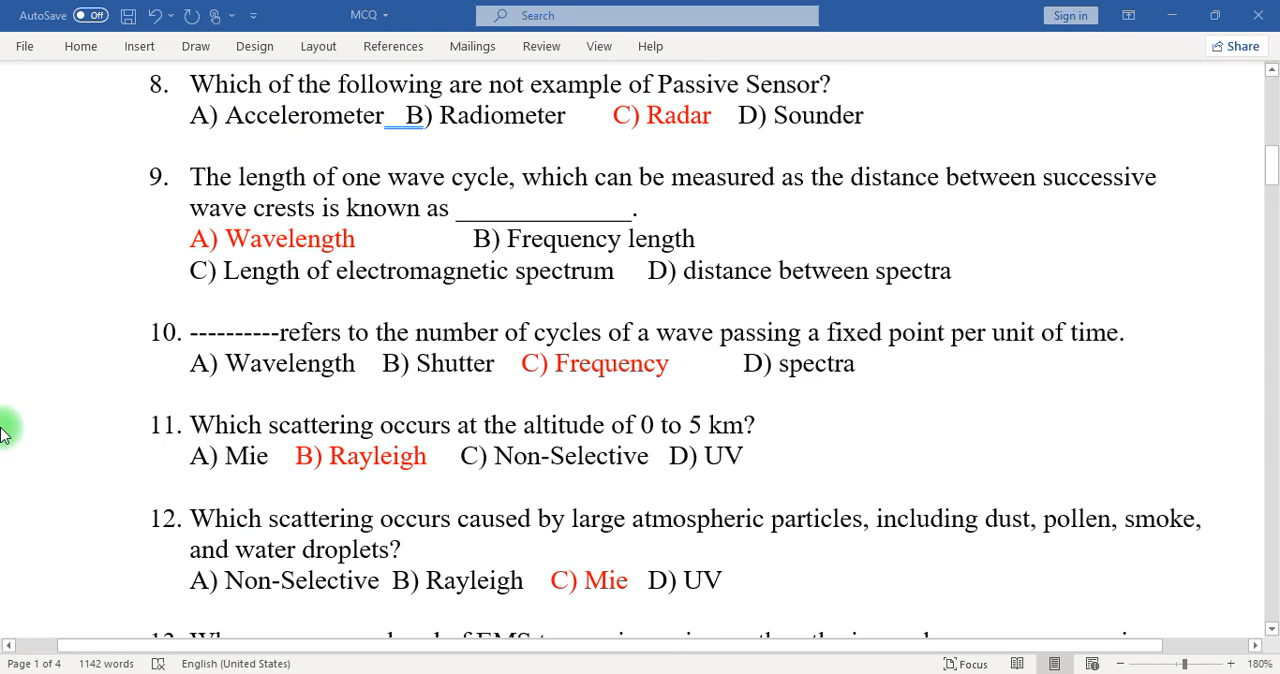 AutoSave Off MCQ Search Sign in
File Home Insert Draw Design Layout References Mailings Review View Help Share
8. Which of the following are not example of Passive Sensor?
A) Accelerometer B) Radiometer C) Radar D) Sounder
9. The length of one wave cycle, which can be measured as the distance between successive
wave crests is known as _____________.
A) Wavelength B) Frequency length
C) Length of electromagnetic spectrum D) distance between spectra
10. ----------refers to the number of cycles of a wave passing a fixed point per unit of time.
A) Wavelength B) Shutter C) Frequency D) spectra
11. Which scattering occurs at the altitude of 0 to 5 km?
A) Mie B) Rayleigh C) Non-Selective D) UV
12. Which scattering occurs caused by large atmospheric particles, including dust, pollen, smoke,
and water droplets?
A) Non-Selective B) Rayleigh C) Mie D) UV
Page 1 of 4 1142 words English (United States) Focus 180%